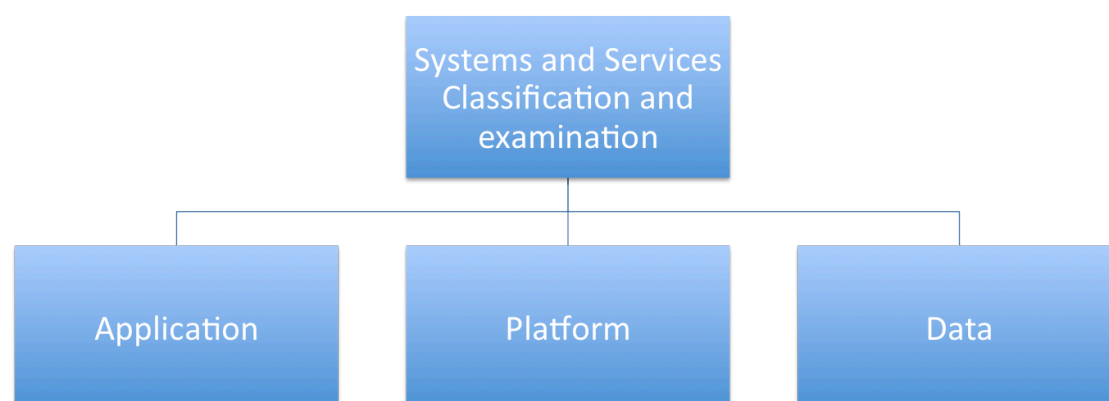 Systems and Services
Classification and
examination
Application
Platform
Data